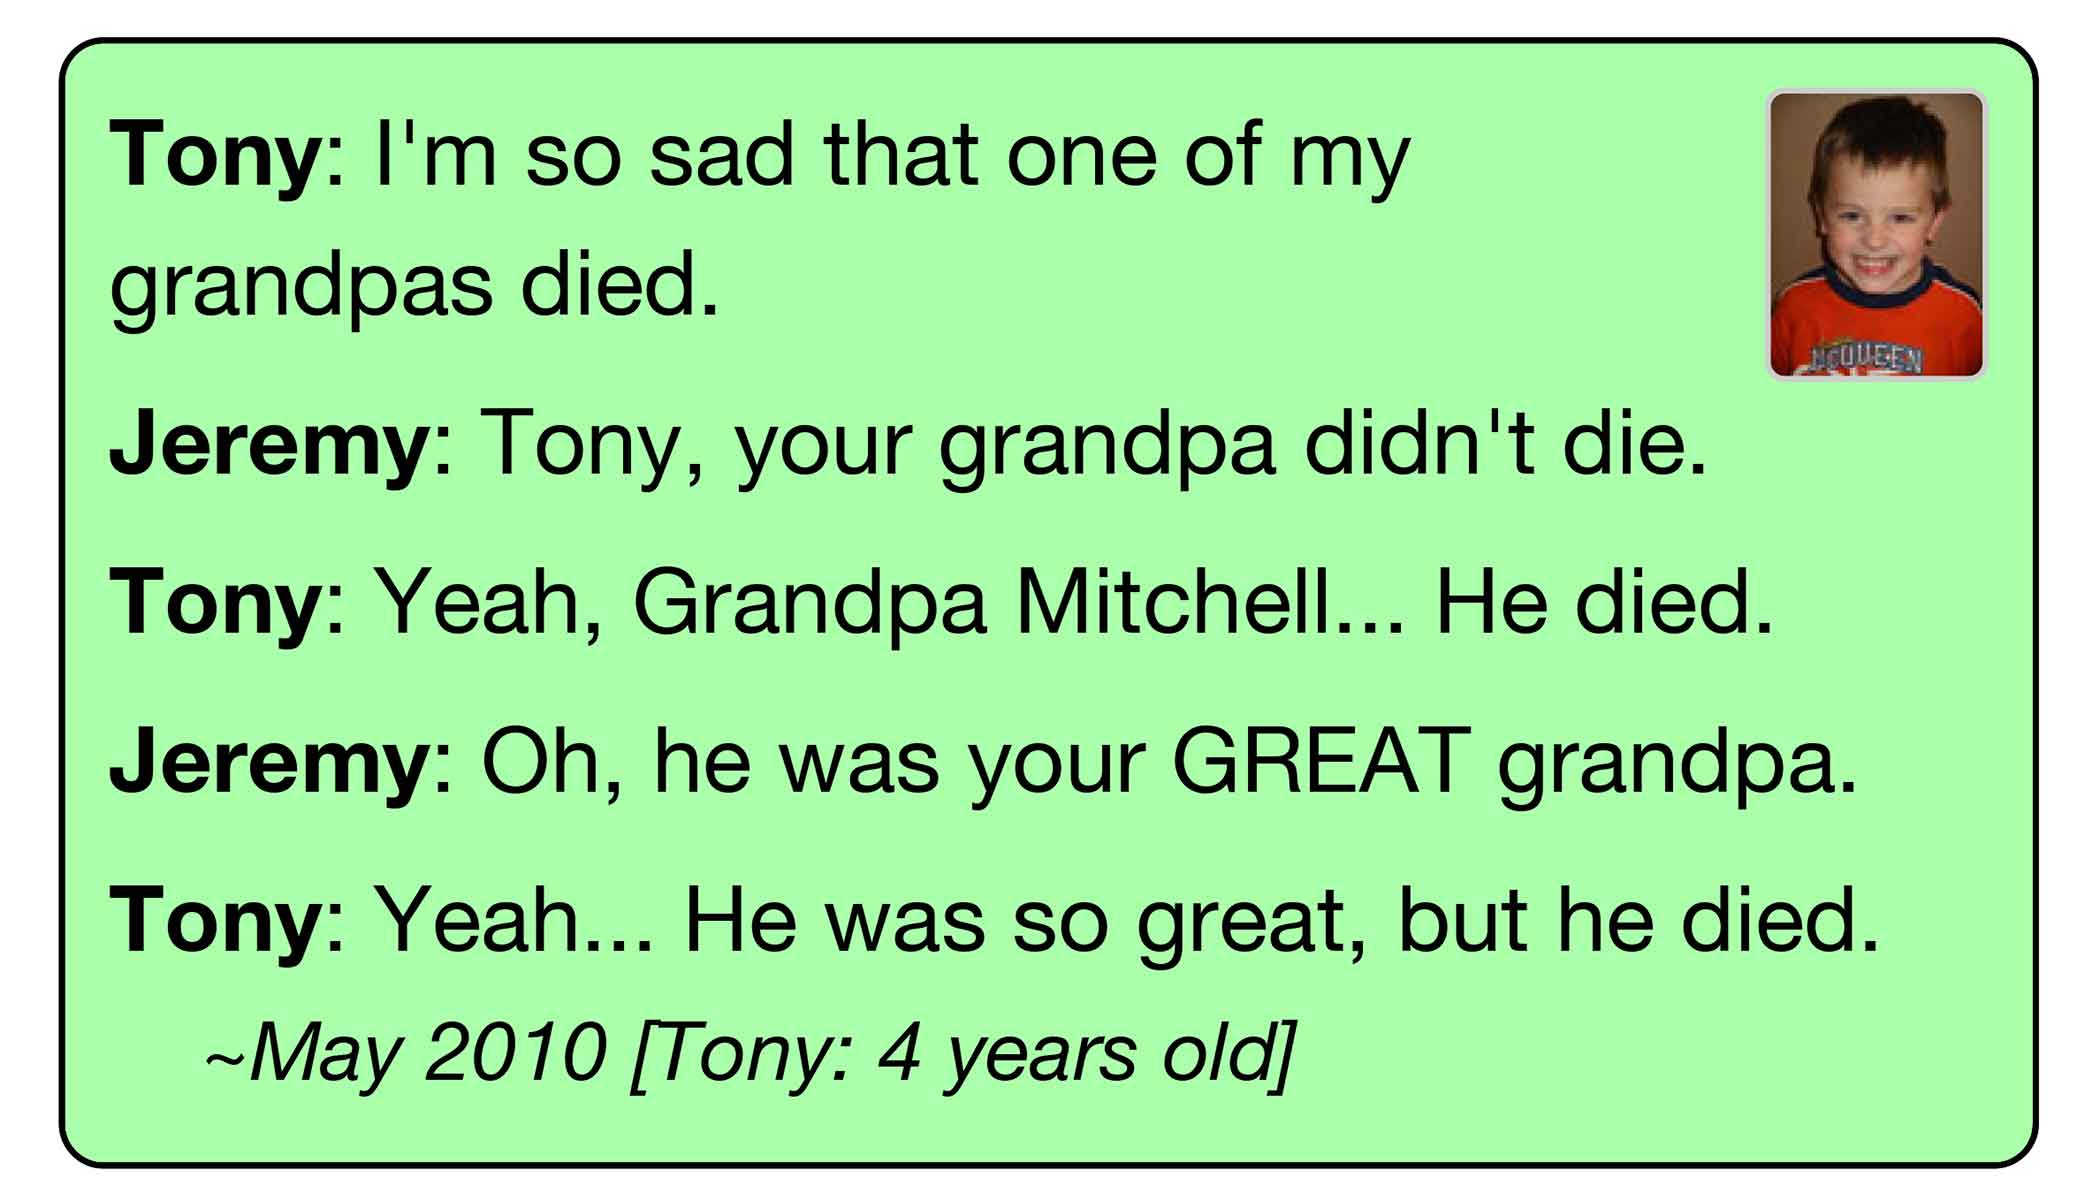 Tony: I'm so sad that one of my
grandpas died.
Jeremy: Tony, your grandpa didn't die.
Tony: Yeah, Grandpa Mitchell... He died.
Jeremy: Oh, he was your GREAT grandpa.
Tony: Yeah... He was so great, but he died.
~May 2010 [Tony: 4 years old]
MCQUEEN